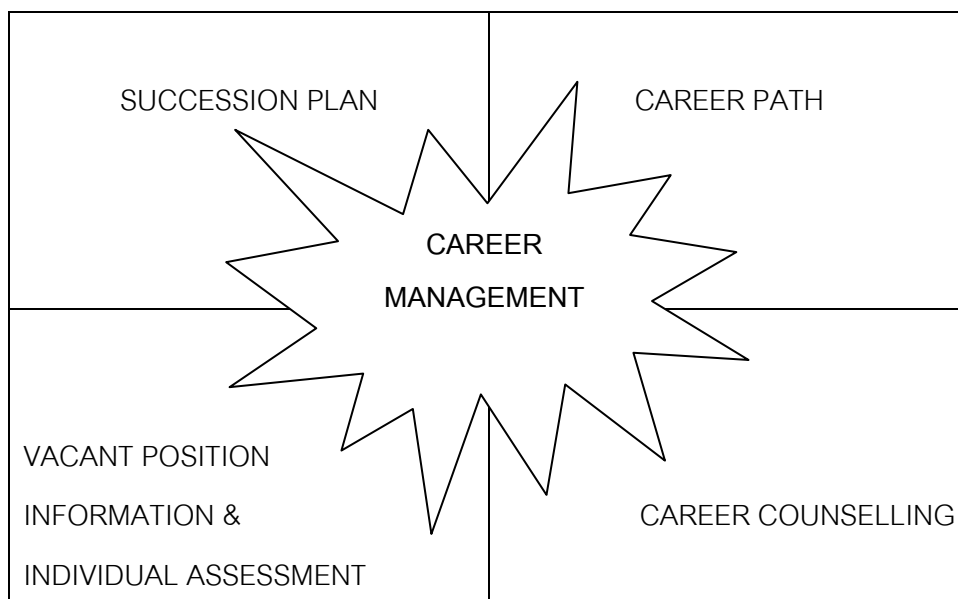 SUCCESSION PLAN
CAREER PATH
CAREER
MANAGEMENT
VACANT POSITION
INFORMATION &
INDIVIDUAL ASSESSMENT
CAREER COUNSELLING